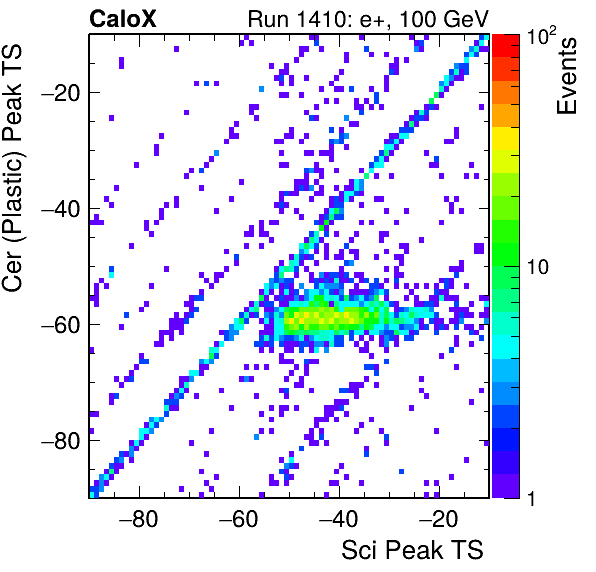 CaloX Run 1410: e+, 100 GeV
Cer (Plastic) Peak TS
−20
−40
−60
−80
−80 −60 −40 −20
Sci Peak TS
10²
10
1
Events